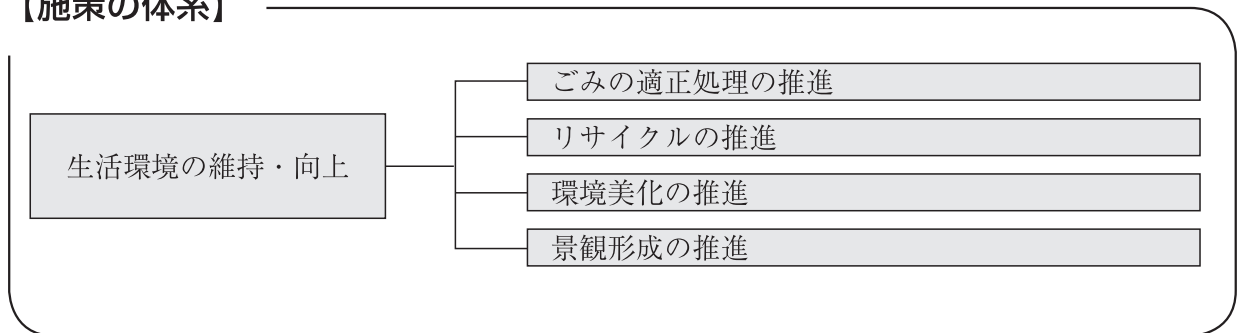 【施策の体系】
生活環境の維持・向上
ごみの適正処理の推進
リサイクルの推進
環境美化の推進
景観形成の推進